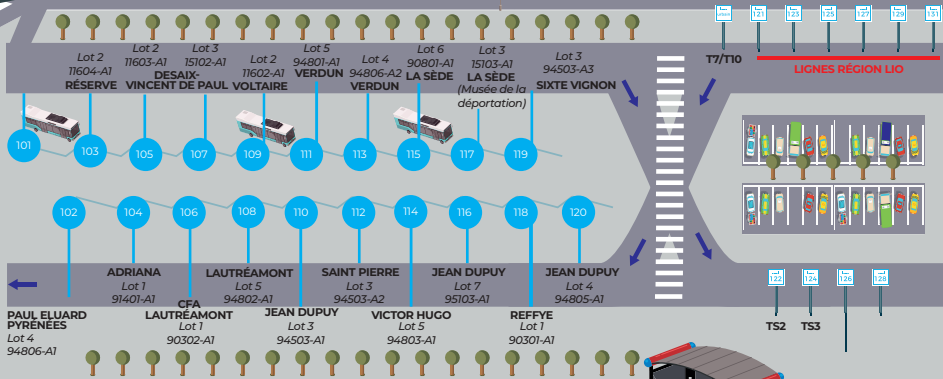 121
123
125
127
129
131
Lot 2
11604-A1
RÉSERVE
Lot 2
11603-A1
DESAIX-
VINCENT DE PAUL
Lot 3
15102-A1
Lot 2
11602-A1
VOLTAIRE
Lot 5
94801-A1
VERDUN
Lot 4
94806-A2
VERDUN
Lot 6
90801-A1
LA SÈDE
Lot 3
15103-A1
LA SÈDE
(Musée de la
déportation)
Lot 3
94503-A3
SIXTE VIGNON
T7/T10
LIGNES RÉGION LIO
101
103
105
107
109
111
113
115
117
119
102
104
106
108
110
112
114
116
118
120
PAUL ELUARD
PYRÉNÉES
Lot 4
94806-A1
ADRIANA
Lot 1
91401-A1
CFA
LAUTRÉAMONT
Lot 1
90302-A1
LAUTRÉAMONT
Lot 5
94802-A1
JEAN DUPUY
Lot 3
94503-A1
SAINT PIERRE
Lot 3
94503-A2
VICTOR HUGO
Lot 5
94803-A1
JEAN DUPUY
Lot 7
95103-A1
REFFYE
Lot 1
90301-A1
JEAN DUPUY
Lot 4
94805-A1
122
124
126
128
TS2
TS3